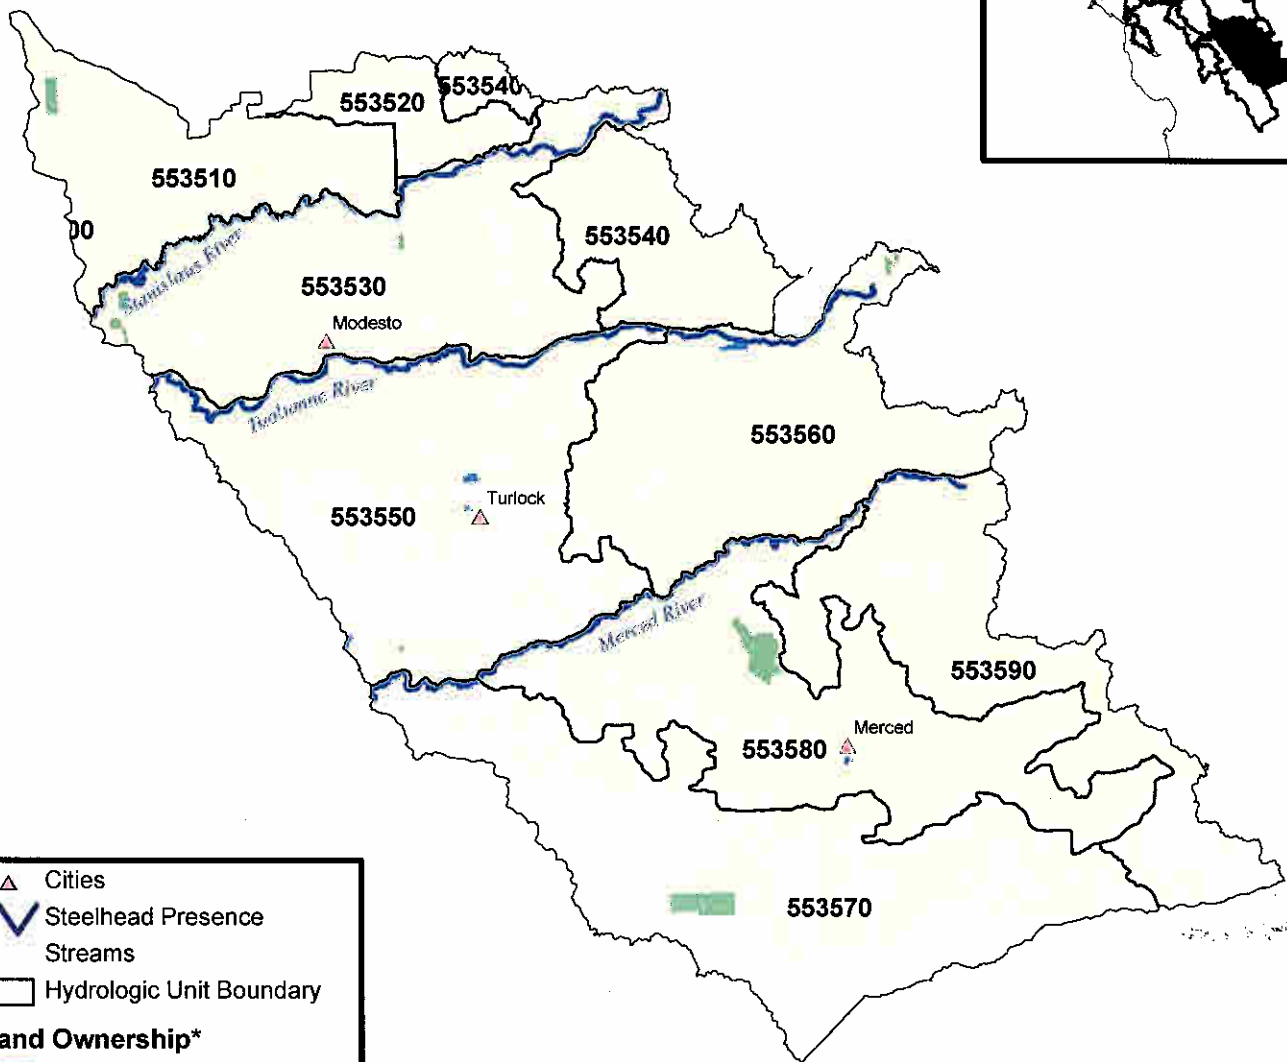 553540
553520
553510
00
553540
Stanislaus River
553530
Modesto
Tuolumne River
553560
Turlock
553550
Merced River
553590
Merced
553580
553570
Cities
Steelhead Presence
Streams
Hydrologic Unit Boundary
and Ownership*